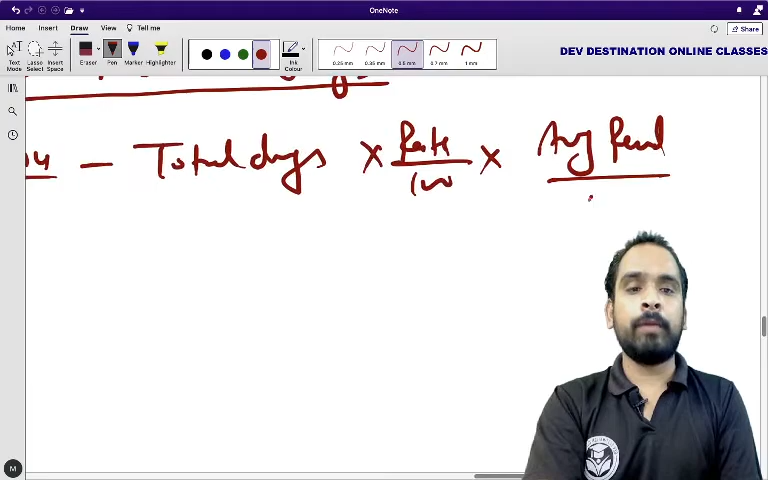 OneNote
Home Insert Draw View Tell me
Share
Text Mode
Lasse Select
Insert Space
Eraser
Pen
Marker
Highlighter
Ink Colour
0.25 mm 0.35 mm 0.5 mm 0.7 mm 1 mm
DEV DESTINATION ONLINE CLASSES
— Total days × Rate × Avg
100
M